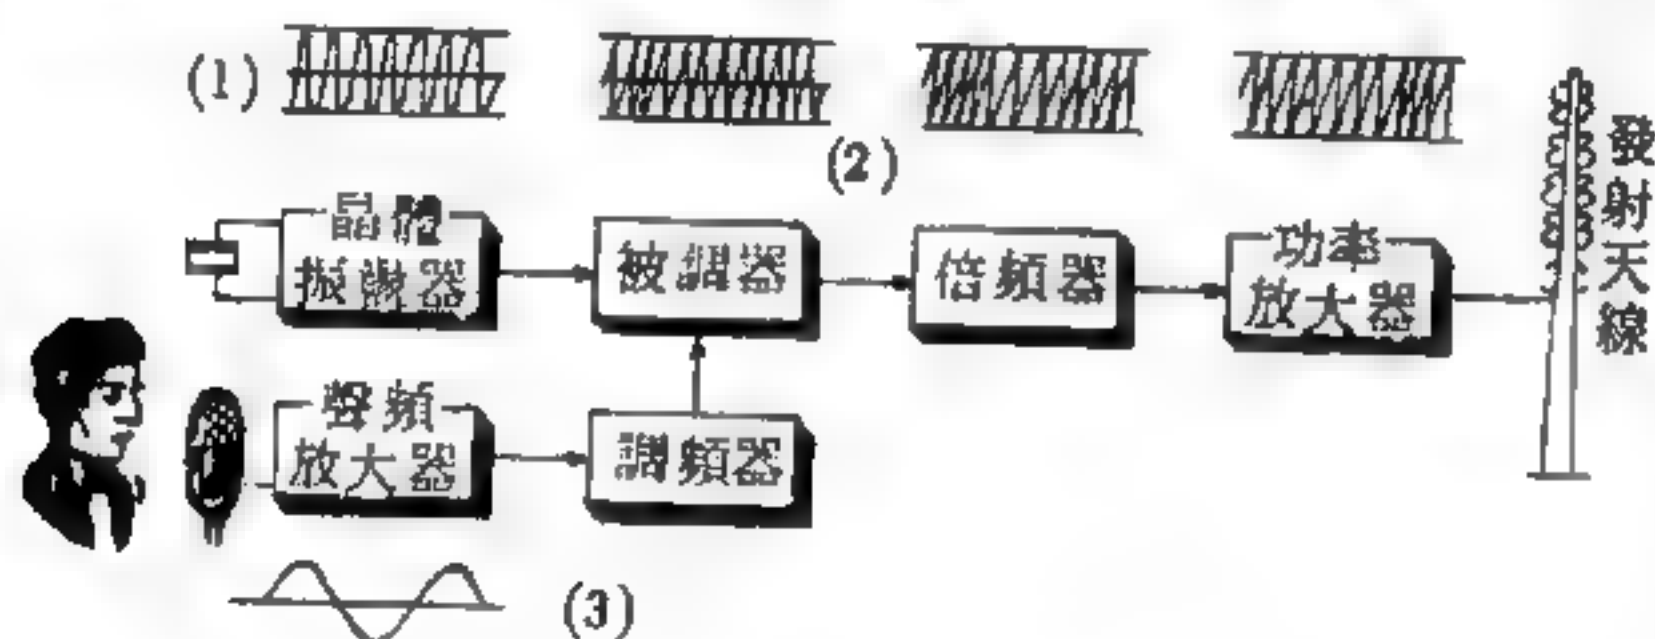 (1)
(2)
晶體
振盪器
被調器
倍頻器
功率
放大器
發射天線
聲頻
放大器
調頻器
(3)